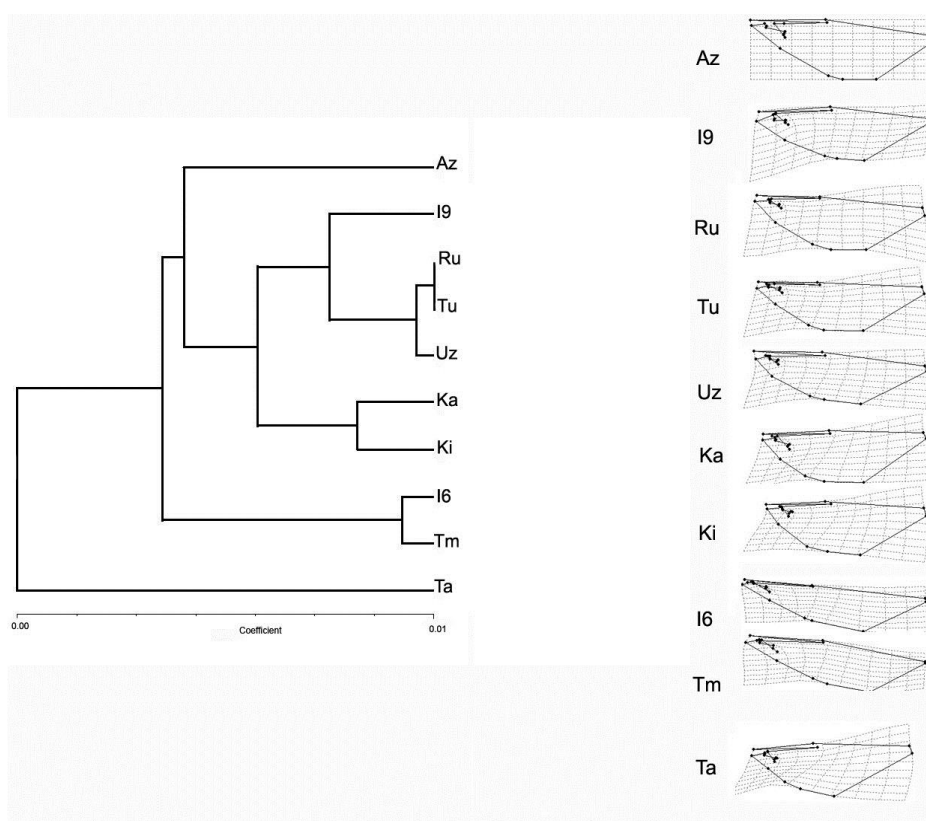 Az
I9
Ru
Tu
Uz
Ka
Ki
I6
Tm
Ta
0.00
Coefficient
0.01
Az
I9
Ru
Tu
Uz
Ka
Ki
I6
Tm
Ta